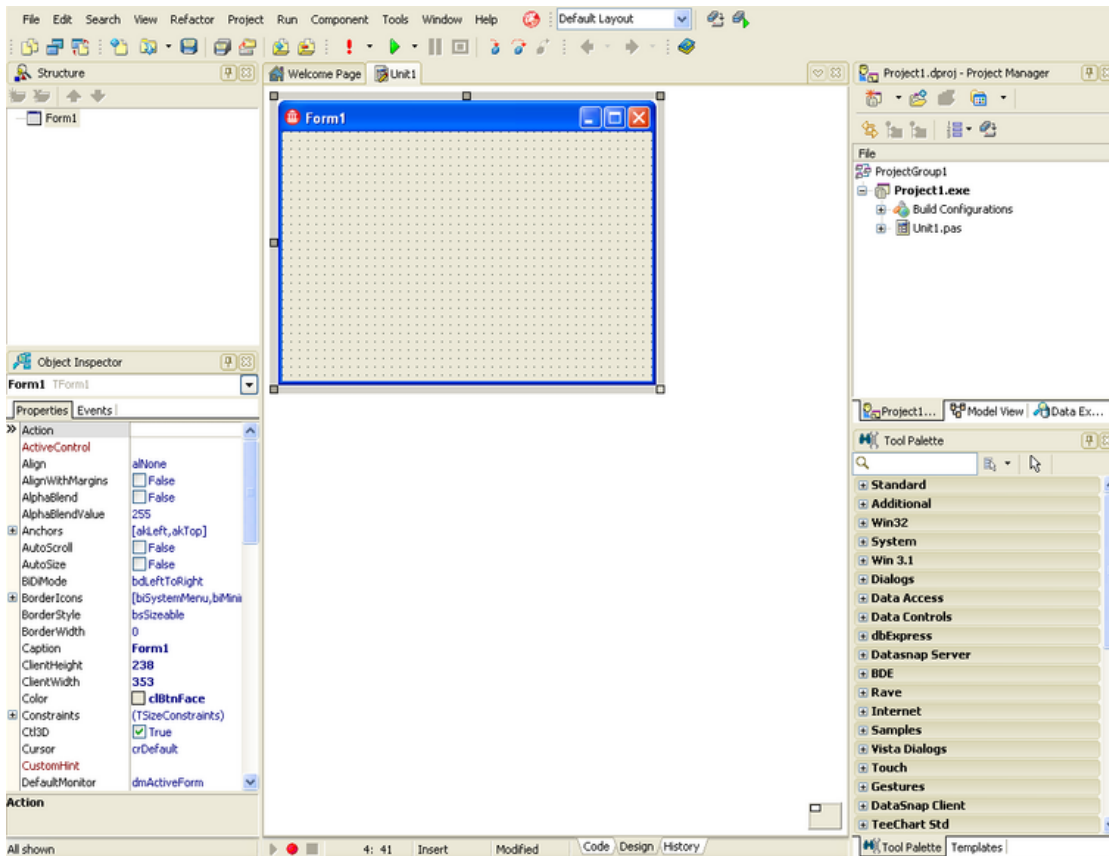 File Edit Search View Refactor Project Run Component Tools Window Help Default Layout
Structure
Form1
Welcome Page Unit1
Form1
Project1.dproj - Project Manager
File
ProjectGroup1
Project1.exe
Build Configurations
Unit1.pas
Object Inspector
Form1 TForm1
Properties Events
Action
ActiveControl
Align alNone
AlignWithMargins False
AlphaBlend False
AlphaBlendValue 255
Anchors [akLeft,akTop]
AutoScroll False
AutoSize False
BiDiMode bdLeftToRight
BorderIcons [biSystemMenu,biMini
BorderStyle bsSizeable
BorderWidth 0
Caption Form1
ClientHeight 238
ClientWidth 353
Color clBtnFace
Constraints (TSizeConstraints)
Ctl3D True
Cursor crDefault
CustomHint
DefaultMonitor dmActiveForm
Action
All shown
4: 41 Insert Modified Code Design History
Project1... Model View Data Ex...
Tool Palette
Standard
Additional
Win32
System
Win 3.1
Dialogs
Data Access
Data Controls
dbExpress
Datasnap Server
BDE
Rave
Internet
Samples
Vista Dialogs
Touch
Gestures
DataSnap Client
TeeChart Std
Tool Palette Templates